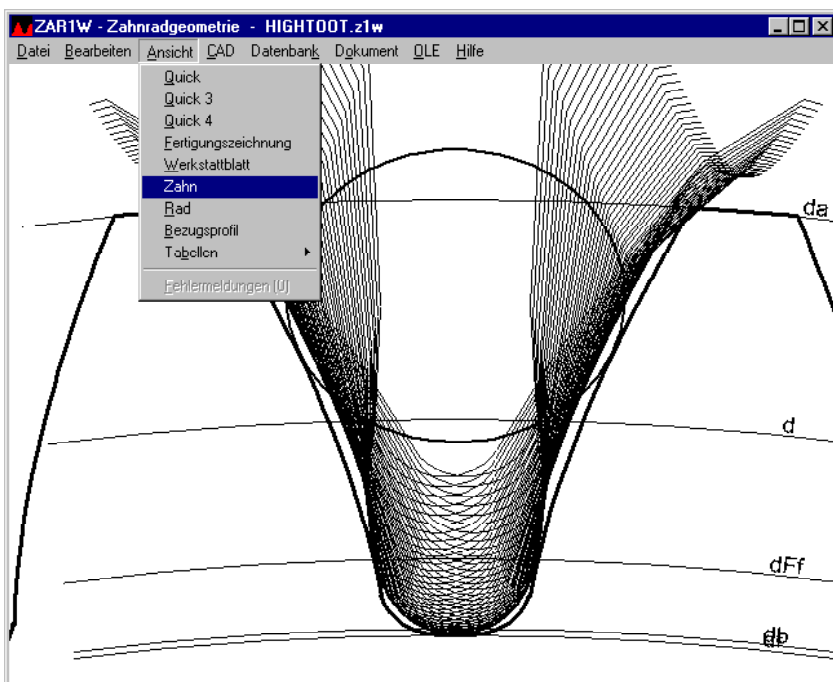 ZAR1W - Zahnradgeometrie - HIGHTOOT.z1w
Datei Bearbeiten Ansicht CAD Datenbank Dokument OLE Hilfe
Quick
Quick 3
Quick 4
Fertigungszeichnung
Werkstattblatt
Zahn
Rad
Bezugsprofil
Tabellen
Fehlermeldungen (0)
da
d
dFf